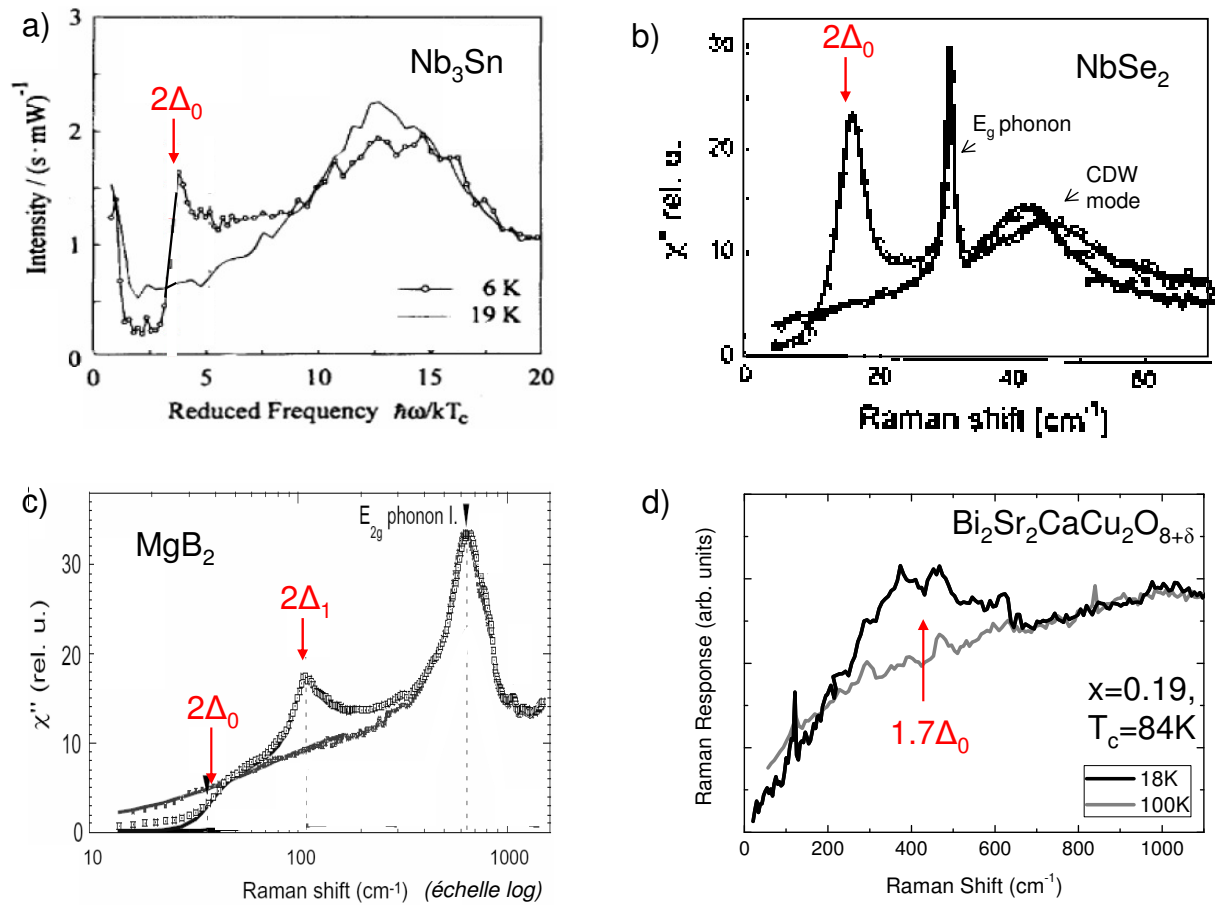 a)
Nb₃Sn
2Δ₀
Intensity / (s· mW)⁻¹
3
2
1
0
6 K
19 K
0 5 10 15 20
Reduced Frequency ħω/kT꜀
b)
NbSe₂
2Δ₀
E_g phonon
CDW
mode
χ" rel. u.
30
20
10
0
0 20 40 60
Raman shift [cm⁻¹]
c)
MgB₂
E₂g phonon l.
2Δ₁
2Δ₀
χ'' (rel. u.)
30
20
10
0
10 100 1000
Raman shift (cm⁻¹) (échelle log)
d)
Bi₂Sr₂CaCu₂O₈₊δ
Raman Response (arb. units)
1.7Δ₀
x=0.19,
T꜀=84K
18K
100K
0 200 400 600 800 1000
Raman Shift (cm⁻¹)